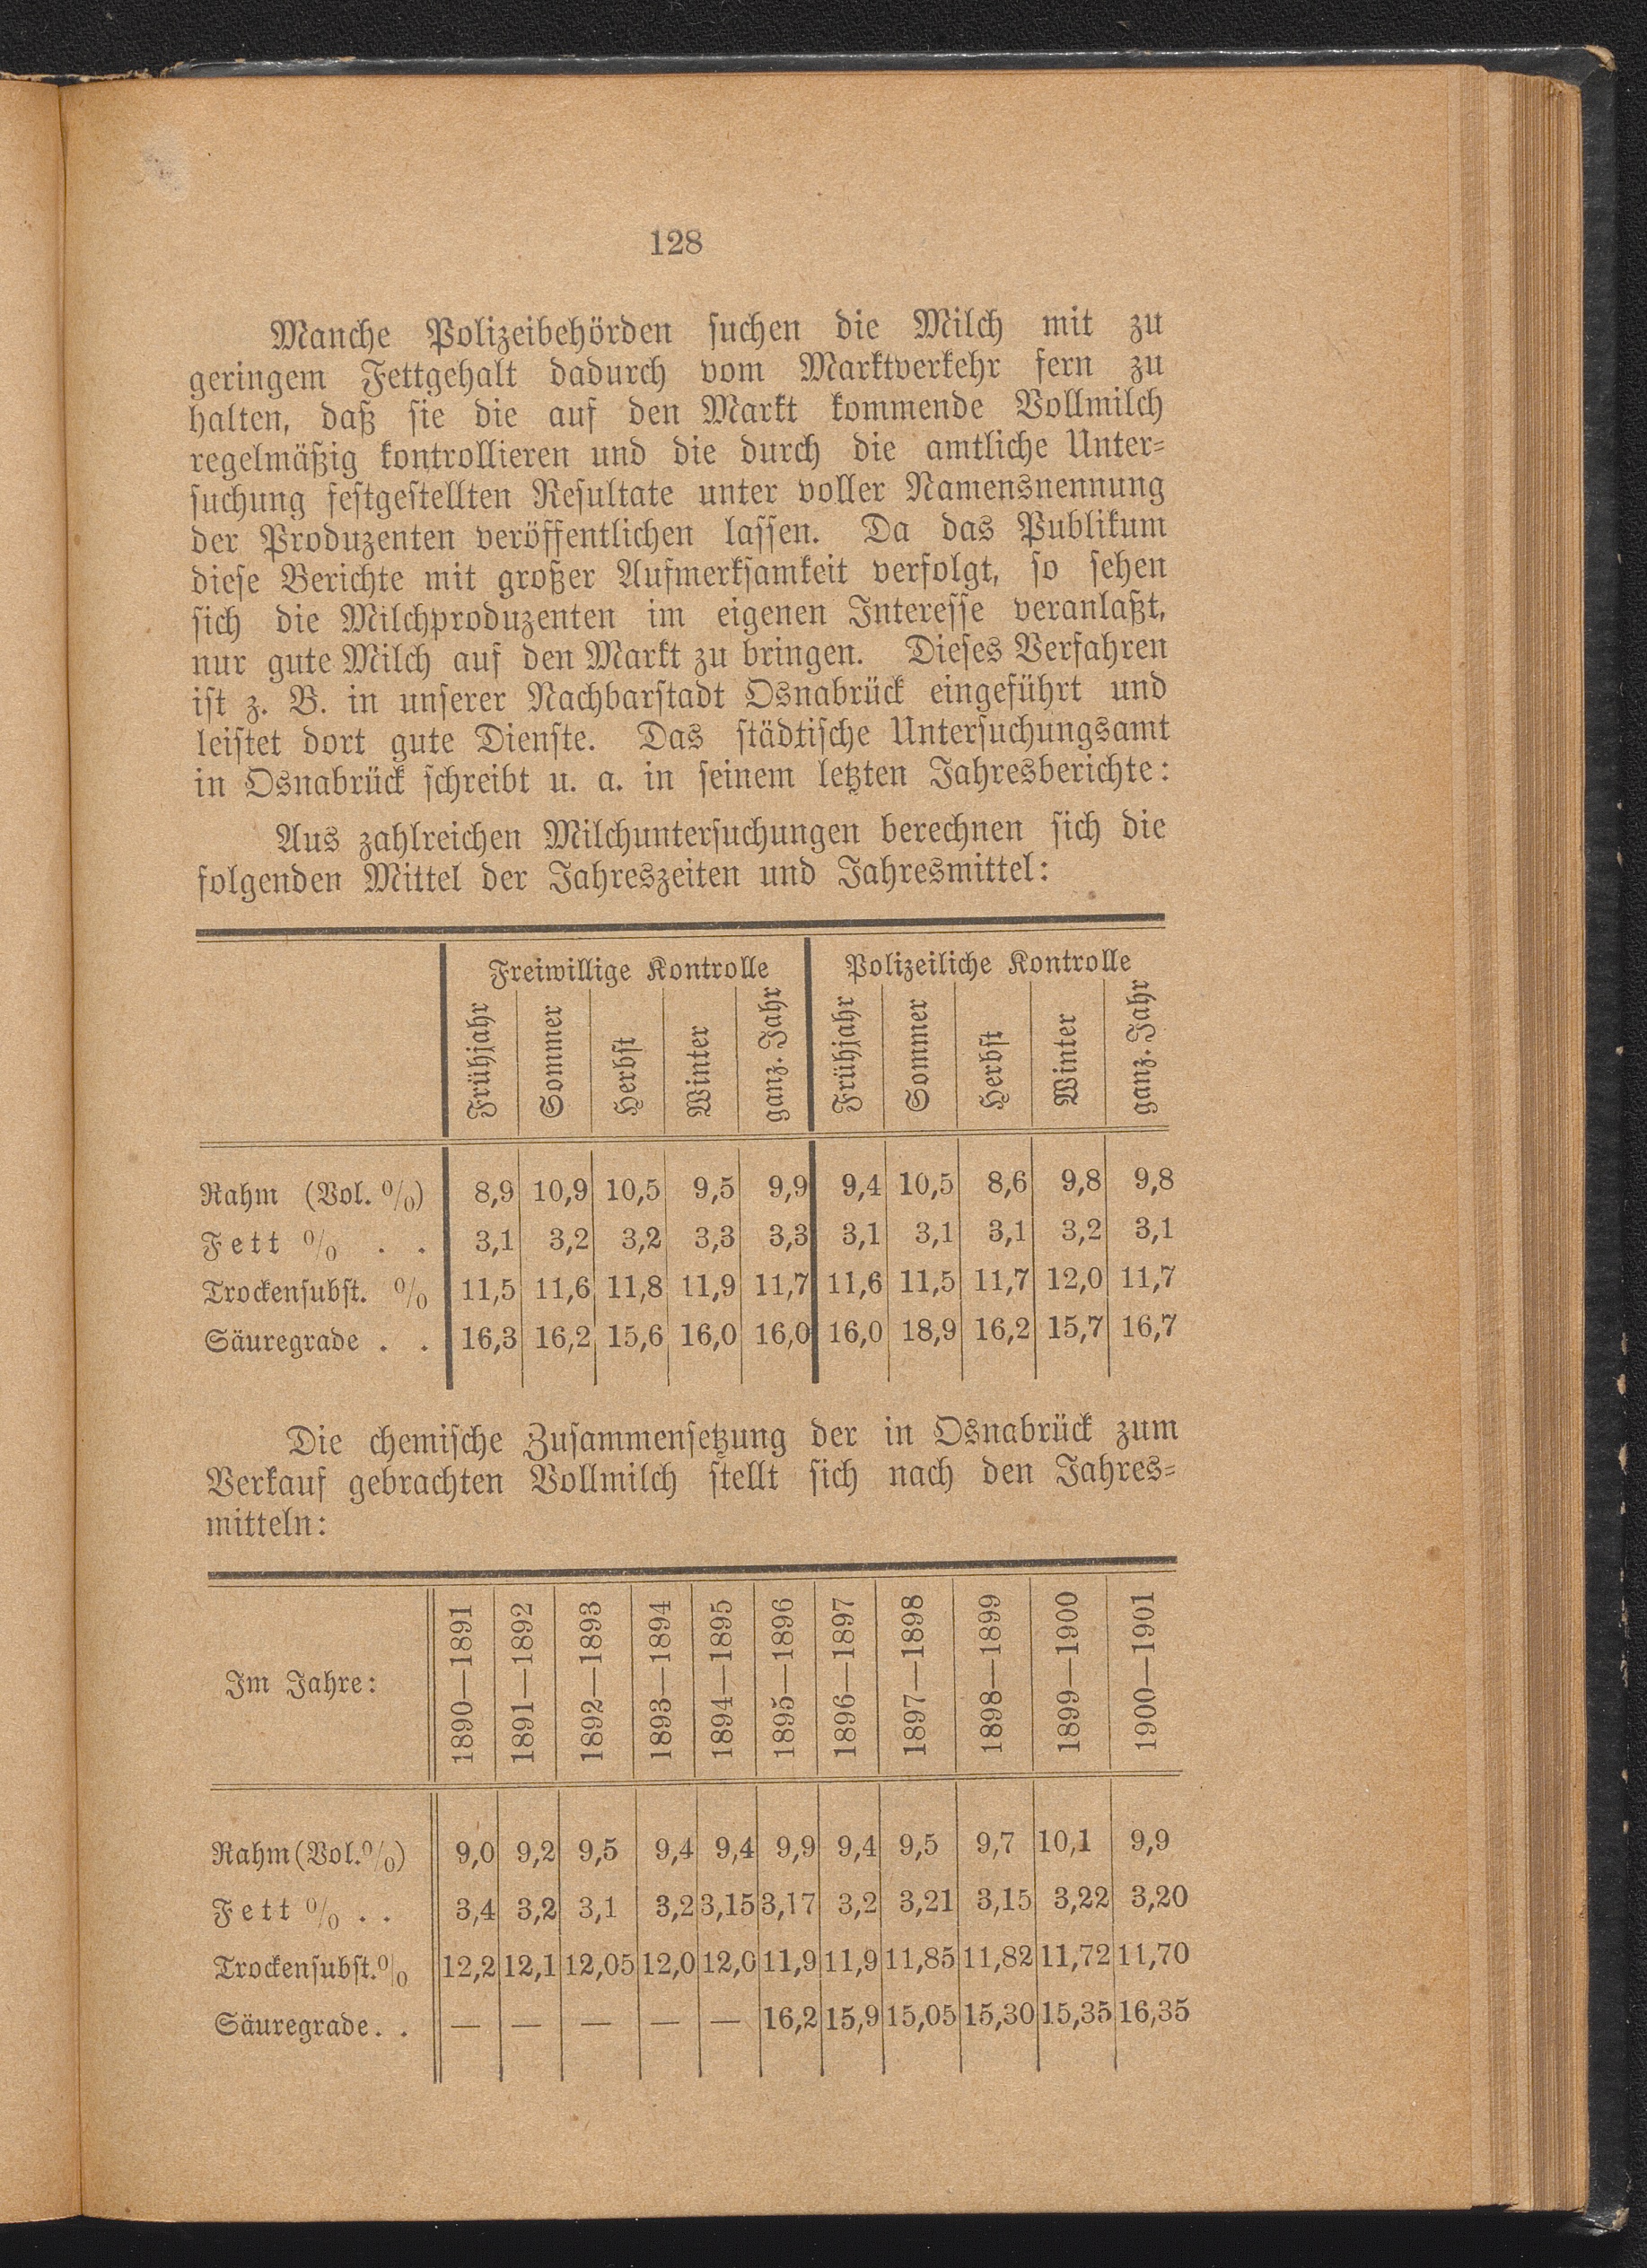 128
Manche Polizeibehörden suchen die Milch mit zu
geringem Fettgehalt dadurch vom Marktverkehr fern zu
halten, daß sie die auf den Markt kommende Vollmilch
regelmäßig kontrollieren und die durch die amtliche Unter-
suchung festgestellten Resultate unter voller Namensnennung
der Produzenten veröffentlichen lassen. Da das Publikum
diese Berichte mit großer Aufmerksamkeit verfolgt, so sehen
sich die Milchproduzenten im eigenen Interesse veranlaßt,
nur gute Milch auf den Markt zu bringen. Dieses Verfahren
ist z. B. in unserer Nachbarstadt Osnabrück eingeführt und
leistet dort gute Dienste. Das städtische Untersuchungsamt
in Osnabrück schreibt u. a. in seinem letzten Jahresberichte:
Aus zahlreichen Milchuntersuchungen berechnen sich die
folgenden Mittel der Jahreszeiten und Jahresmittel:
Freiwillige Kontrolle Polizeiliche Kontrolle
Frühjahr Sommer Herbst Winter ganz. Jahr Frühjahr Sommer Herbst Winter ganz. Jahr
Rahm (Vol. %) 8,9 10,9 10,5 9,5 9,9 9,4 10,5 8,6 9,8 9,8
Fett % . . 3,1 3,2 3,2 3,3 3,3 3,1 3,1 3,1 3,2 3,1
Trockensubst. % 11,5 11,6 11,8 11,9 11,7 11,6 11,5 11,7 12,0 11,7
Säuregrade . . 16,3 16,2 15,6 16,0 16,0 16,0 18,9 16,2 15,7 16,7
Die chemische Zusammensetzung der in Osnabrück zum
Verkauf gebrachten Vollmilch stellt sich nach den Jahres-
mitteln:
Im Jahre: 1890—1891 1891—1892 1892—1893 1893—1894 1894—1895 1895—1896 1896—1897 1897—1898 1898—1899 1899—1900 1900—1901
Rahm (Vol. %) 9,0 9,2 9,5 9,4 9,4 9,9 9,4 9,5 9,7 10,1 9,9
Fett % . . 3,4 3,2 3,1 3,2 3,15 3,17 3,2 3,21 3,15 3,22 3,20
Trockensubst. % 12,2 12,1 12,05 12,0 12,0 11,9 11,9 11,85 11,82 11,72 11,70
Säuregrade . . — — — — — 16,2 15,9 15,05 15,30 15,35 16,35